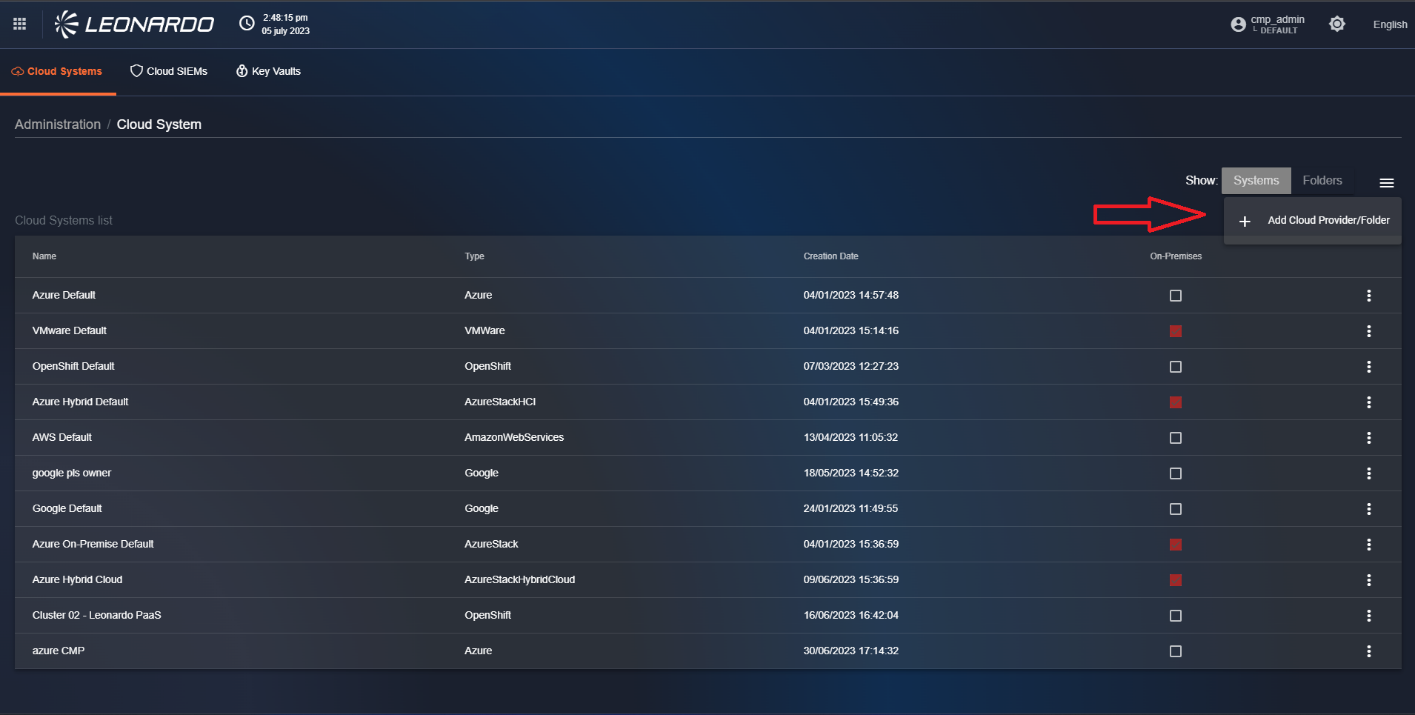 LEONARDO
2:48:15 pm
05 july 2023
cmp_admin
DEFAULT
English
Cloud Systems
Cloud SIEMs
Key Vaults
Administration / Cloud System
Show: Systems Folders
Add Cloud Provider/Folder
Cloud Systems list
Name Type Creation Date On-Premises
Azure Default Azure 04/01/2023 14:57:48
VMware Default VMWare 04/01/2023 15:14:16
OpenShift Default OpenShift 07/03/2023 12:27:23
Azure Hybrid Default AzureStackHCI 04/01/2023 15:49:36
AWS Default AmazonWebServices 13/04/2023 11:05:32
google pls owner Google 18/05/2023 14:52:32
Google Default Google 24/01/2023 11:49:55
Azure On-Premise Default AzureStack 04/01/2023 15:36:59
Azure Hybrid Cloud AzureStackHybridCloud 09/06/2023 15:36:59
Cluster 02 - Leonardo PaaS OpenShift 16/06/2023 16:42:04
azure CMP Azure 30/06/2023 17:14:32